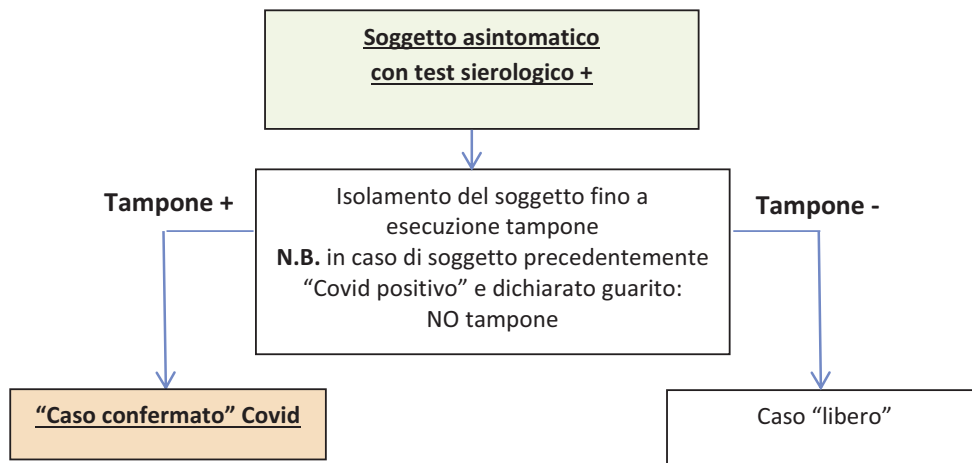 Soggetto asintomatico
con test sierologico +
Tampone +
Isolamento del soggetto fino a
esecuzione tampone
N.B. in caso di soggetto precedentemente
“Covid positivo” e dichiarato guarito:
NO tampone
Tampone -
“Caso confermato” Covid
Caso “libero”